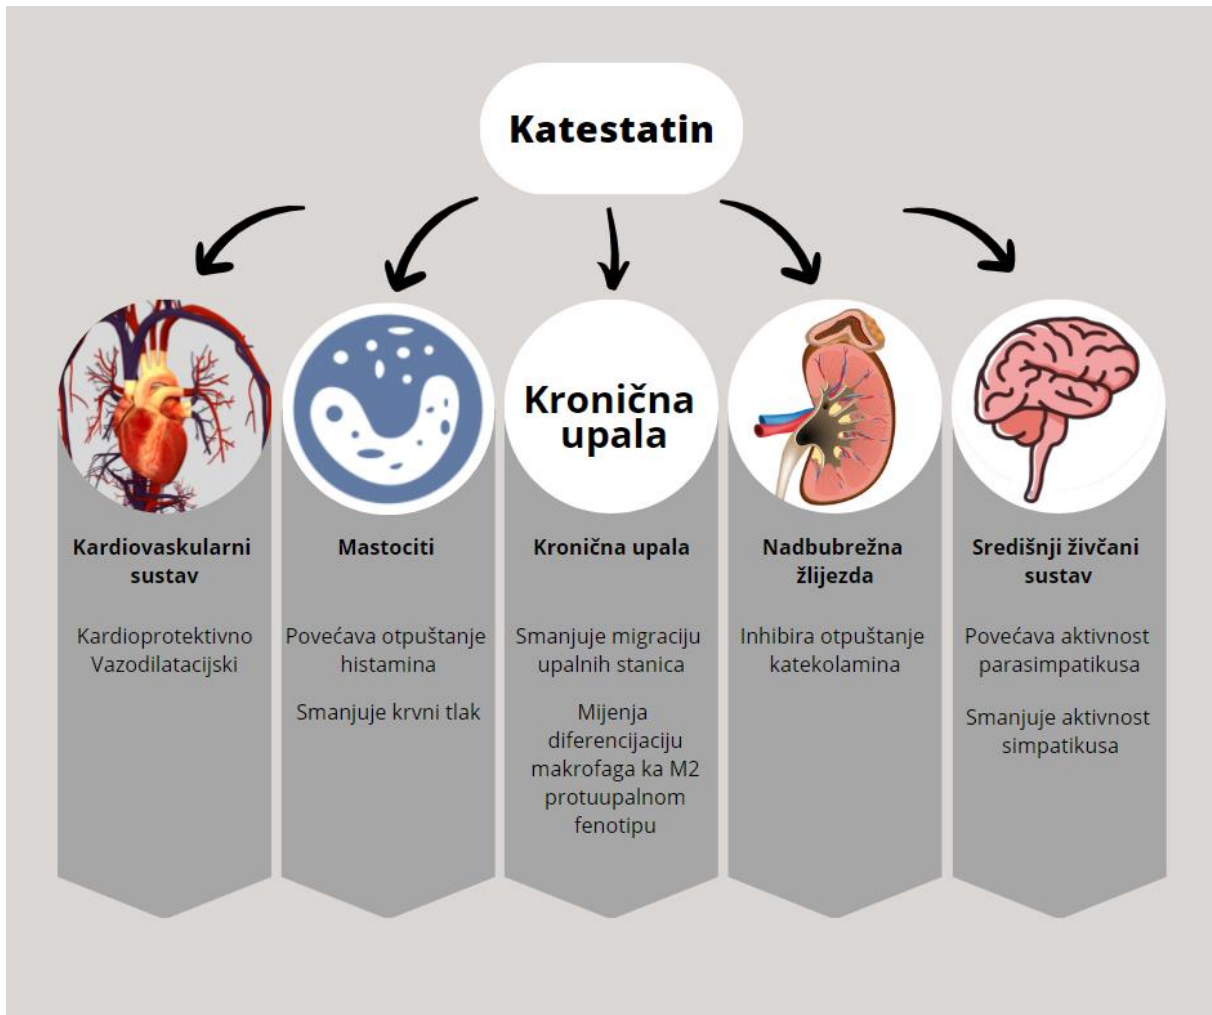 Katestatin
Kronična
upala
Kardiovaskularni
sustav
Kardioprotektivno
Vazodilatacijski
Mastociti
Povećava otpuštanje
histamina
Smanjuje krvni tlak
Kronična upala
Smanjuje migraciju
upalnih stanica
Mijenja
diferencijaciju
makrofaga ka M2
protuupalnom
fenotipu
Nadbubrežna
žlijezda
Inhibira otpuštanje
katekolamina
Središnji živčani
sustav
Povećava aktivnost
parasimpatikusa
Smanjuje aktivnost
simpatikusa